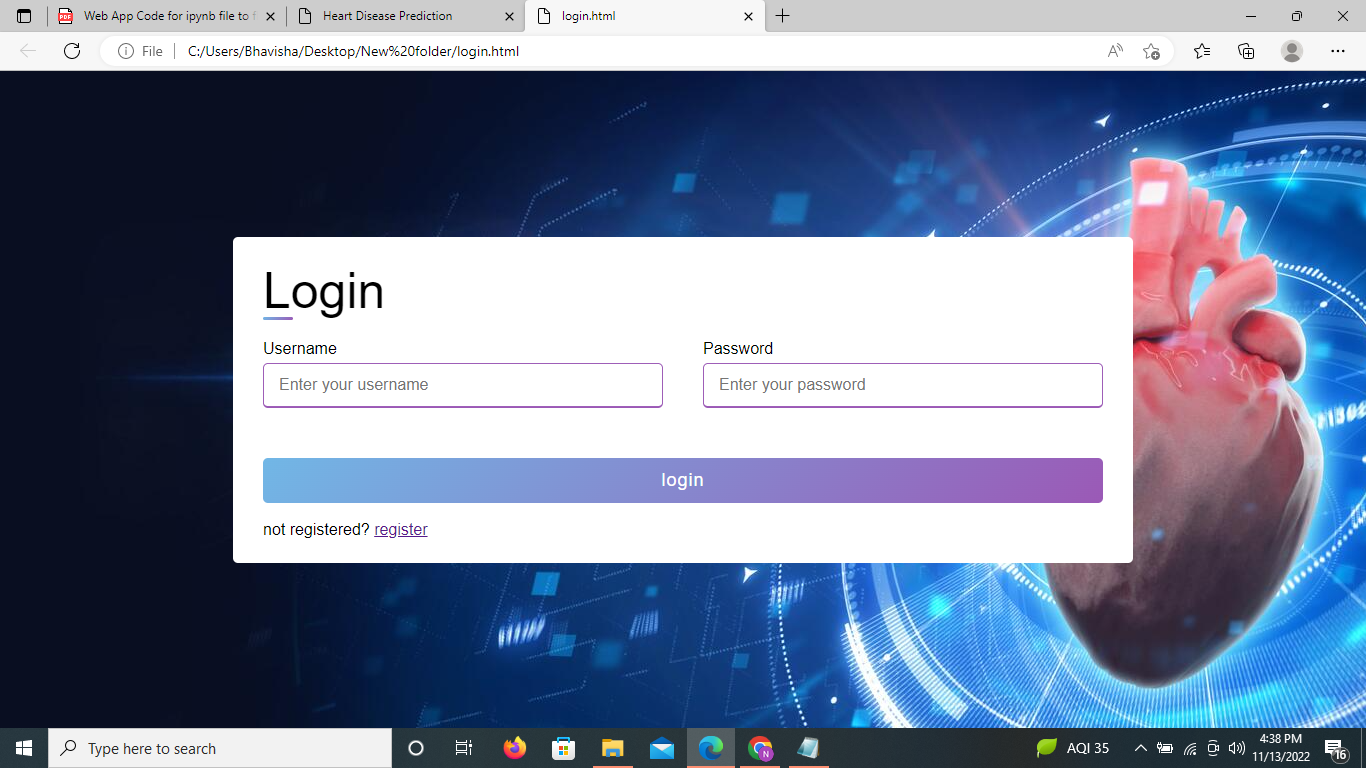 PDF
Web App Code for ipynb file to f
Heart Disease Prediction
login.html
File
C:/Users/Bhavisha/Desktop/New%20folder/login.html
Login
Username
Password
Enter your username
Enter your password
login
not registered? register
Type here to search
N
AQI 35
4:38 PM
11/13/2022
16